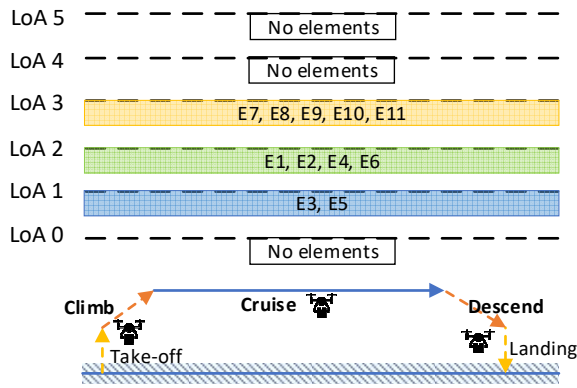 LoA 5
No elements
LoA 4
No elements
LoA 3
E7, E8, E9, E10, E11
LoA 2
E1, E2, E4, E6
LoA 1
E3, E5
LoA 0
No elements
Climb
Cruise
Descend
Take-off
Landing